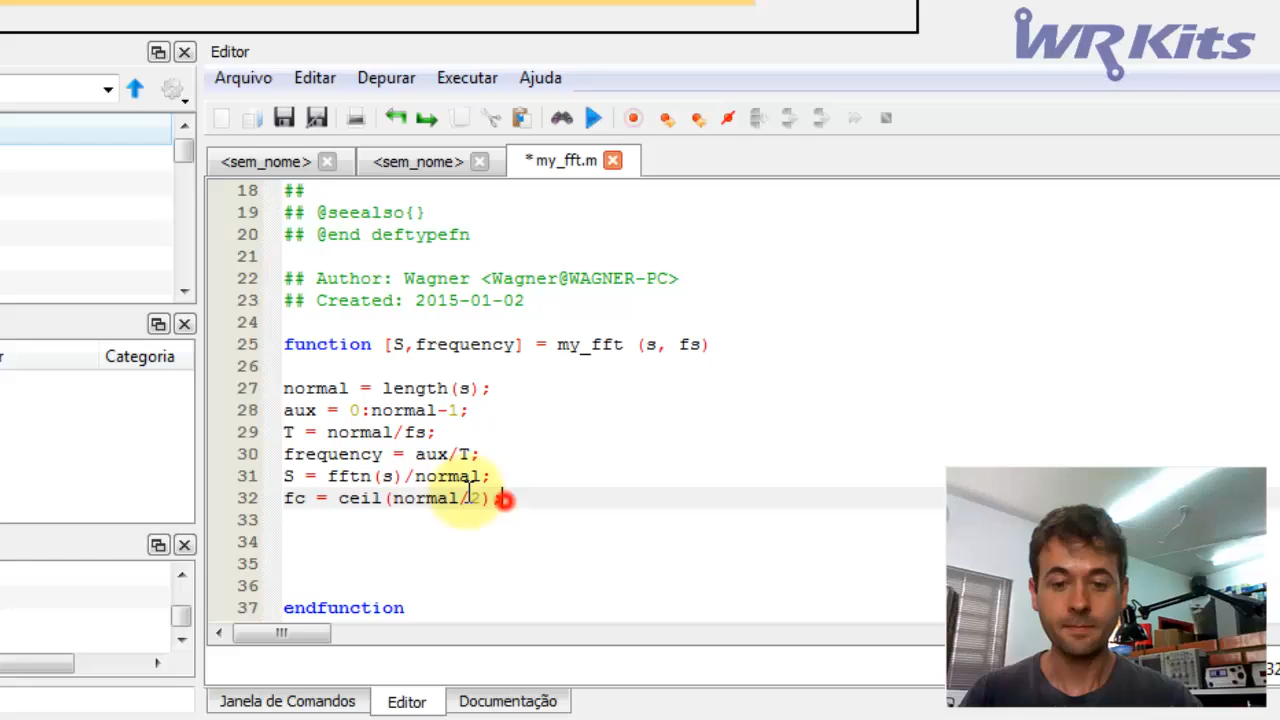 WR Kits
Editor
Arquivo Editar Depurar Executar Ajuda
<sem_nome> <sem_nome> * my_fft.m
18 ##
19 ## @seealso{}
20 ## @end deftypefn
21
22 ## Author: Wagner <Wagner@WAGNER-PC>
23 ## Created: 2015-01-02
24
25 function [S,frequency] = my_fft (s, fs)
26
27 normal = length(s);
28 aux = 0:normal-1;
29 T = normal/fs;
30 frequency = aux/T;
31 S = fftn(s)/normal;
32 fc = ceil(normal/2)
33
34
35
36
37 endfunction
Categoria
Janela de Comandos Editor Documentação